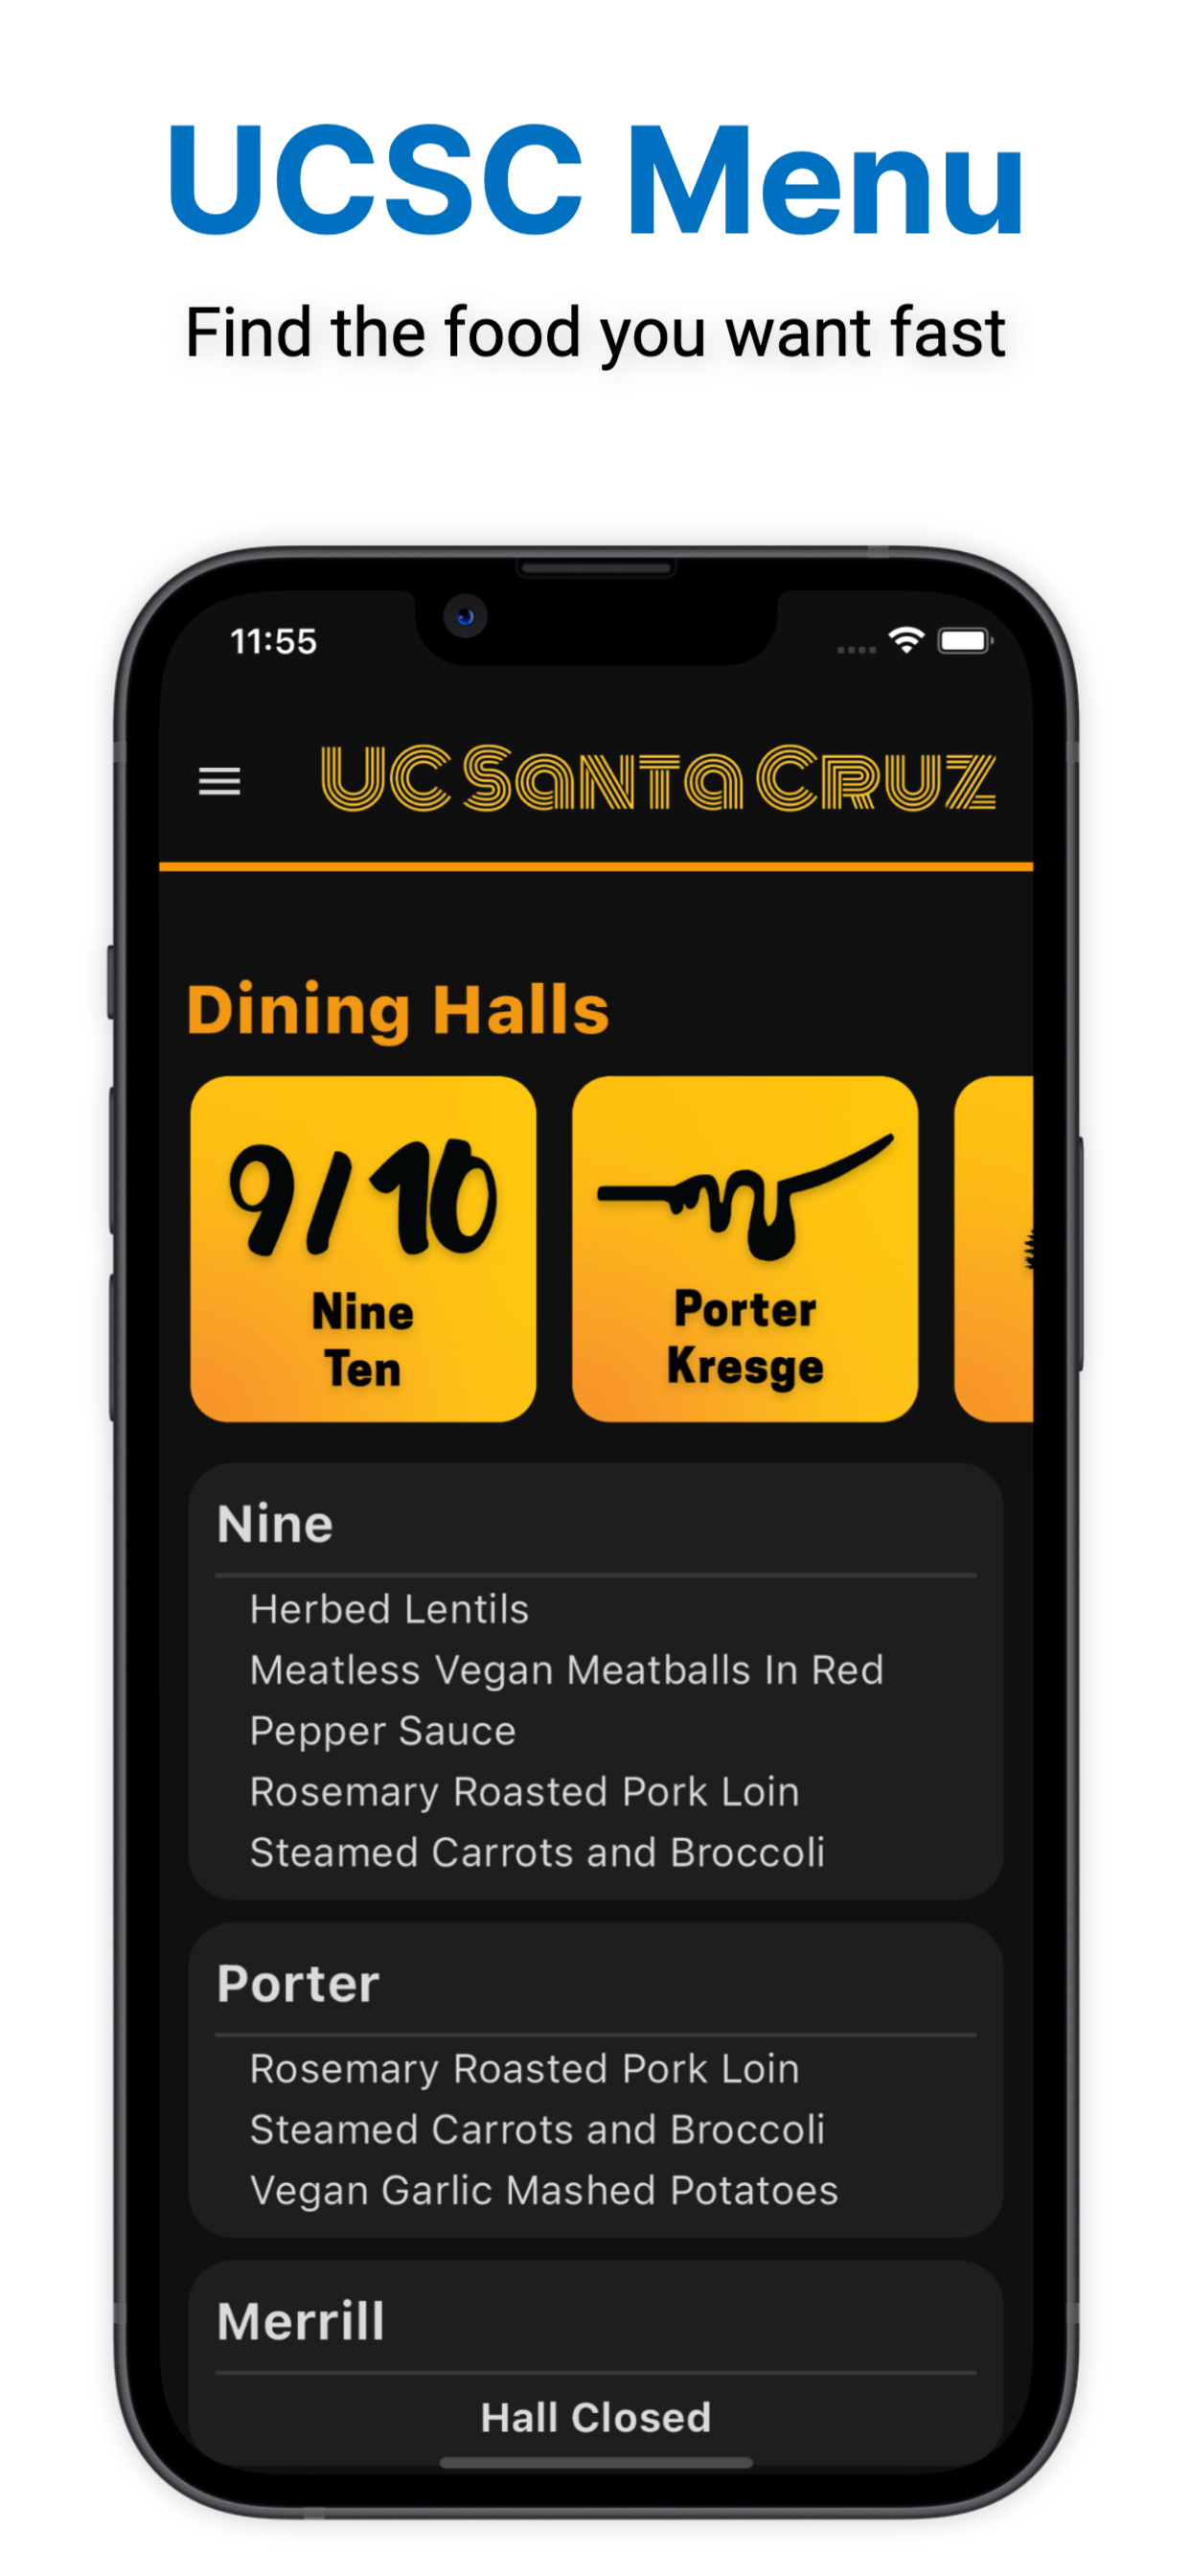 UCSC Menu
Find the food you want fast
11:55
UC Santa Cruz
Dining Halls
9/10
Nine
Ten
Porter
Kresge
Nine
Herbed Lentils
Meatless Vegan Meatballs In Red
Pepper Sauce
Rosemary Roasted Pork Loin
Steamed Carrots and Broccoli
Porter
Rosemary Roasted Pork Loin
Steamed Carrots and Broccoli
Vegan Garlic Mashed Potatoes
Merrill
Hall Closed